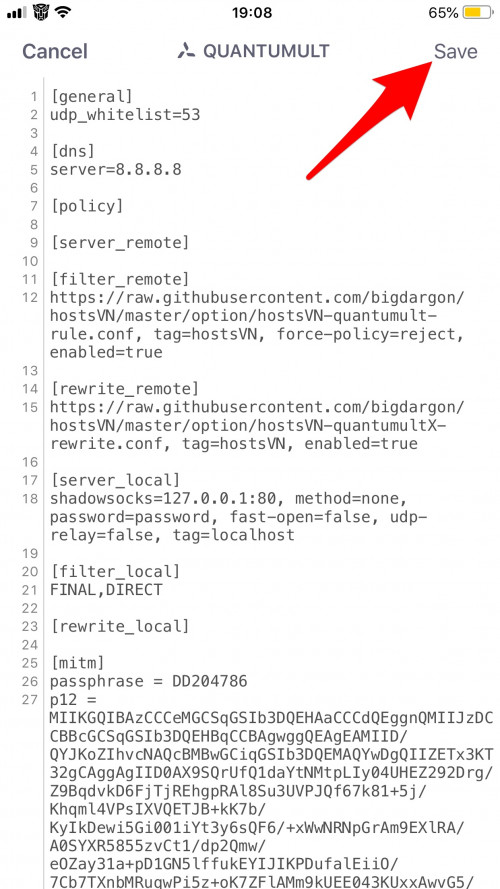 19:08
65%
Cancel
QUANTUMULT
Save
1 [general]
2 udp_whitelist=53
3
4 [dns]
5 server=8.8.8.8
6
7 [policy]
8
9 [server_remote]
10
11 [filter_remote]
12 https://raw.githubusercontent.com/bigdargon/
hostsVN/master/option/hostsVN-quantumult-
rule.conf, tag=hostsVN, force-policy=reject,
enabled=true
13
14 [rewrite_remote]
15 https://raw.githubusercontent.com/bigdargon/
hostsVN/master/option/hostsVN-quantumultX-
rewrite.conf, tag=hostsVN, enabled=true
16
17 [server_local]
18 shadowsocks=127.0.0.1:80, method=none,
password=password, fast-open=false, udp-
relay=false, tag=localhost
19
20 [filter_local]
21 FINAL,DIRECT
22
23 [rewrite_local]
24
25 [mitm]
26 passphrase = DD204786
27 p12 =
MIIKGQIBAzCCCeMGCSqGSIb3DQEHAaCCCdQEggnQMIIJzDC
CBBcGCSqGSIb3DQEHBqCCBAgwggQEAgEAMIID/
QYJKoZIhvcNAQcBMBwGCiqGSIb3DQEMAQYwDgQIIZETx3KT
32gCAggAgIID0AX9SQrUfQ1daYtNMtpLIy04UHEZ292Drg/
Z9BqdvkD6FjTjREhgpRAl8Su3UVPJQf67k81+5j/
Khqml4VPsIXVQETJB+kK7b/
KyIkDewi5Gi001iYt3y6sQF6/+xWwNRNpGrAm9EXlRA/
A0SYXR5855zvCt1/dp2Qmw/
eOZay31a+pD1GN5lffukEYIJIKPDufalEiiO/
7Cb7TXnbMRuqwPi5z+oK7ZFlAMm9kUEE043KUxxAwvG5/